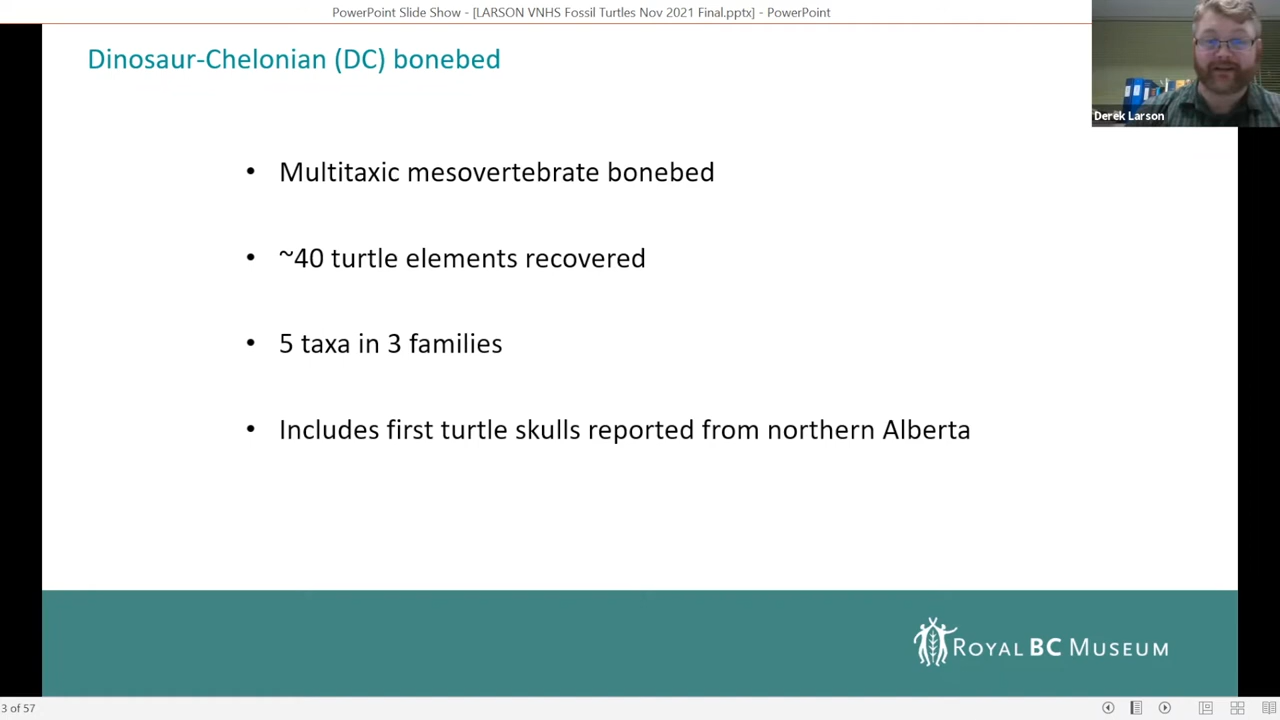 PowerPoint Slide Show - [LARSON VNHS Fossil Turtles Nov 2021 Final.pptx] - PowerPoint
Dinosaur-Chelonian (DC) bonebed
Derek Larson
• Multitaxic mesovertebrate bonebed
• ~40 turtle elements recovered
• 5 taxa in 3 families
• Includes first turtle skulls reported from northern Alberta
ROYAL BC MUSEUM
3 of 57